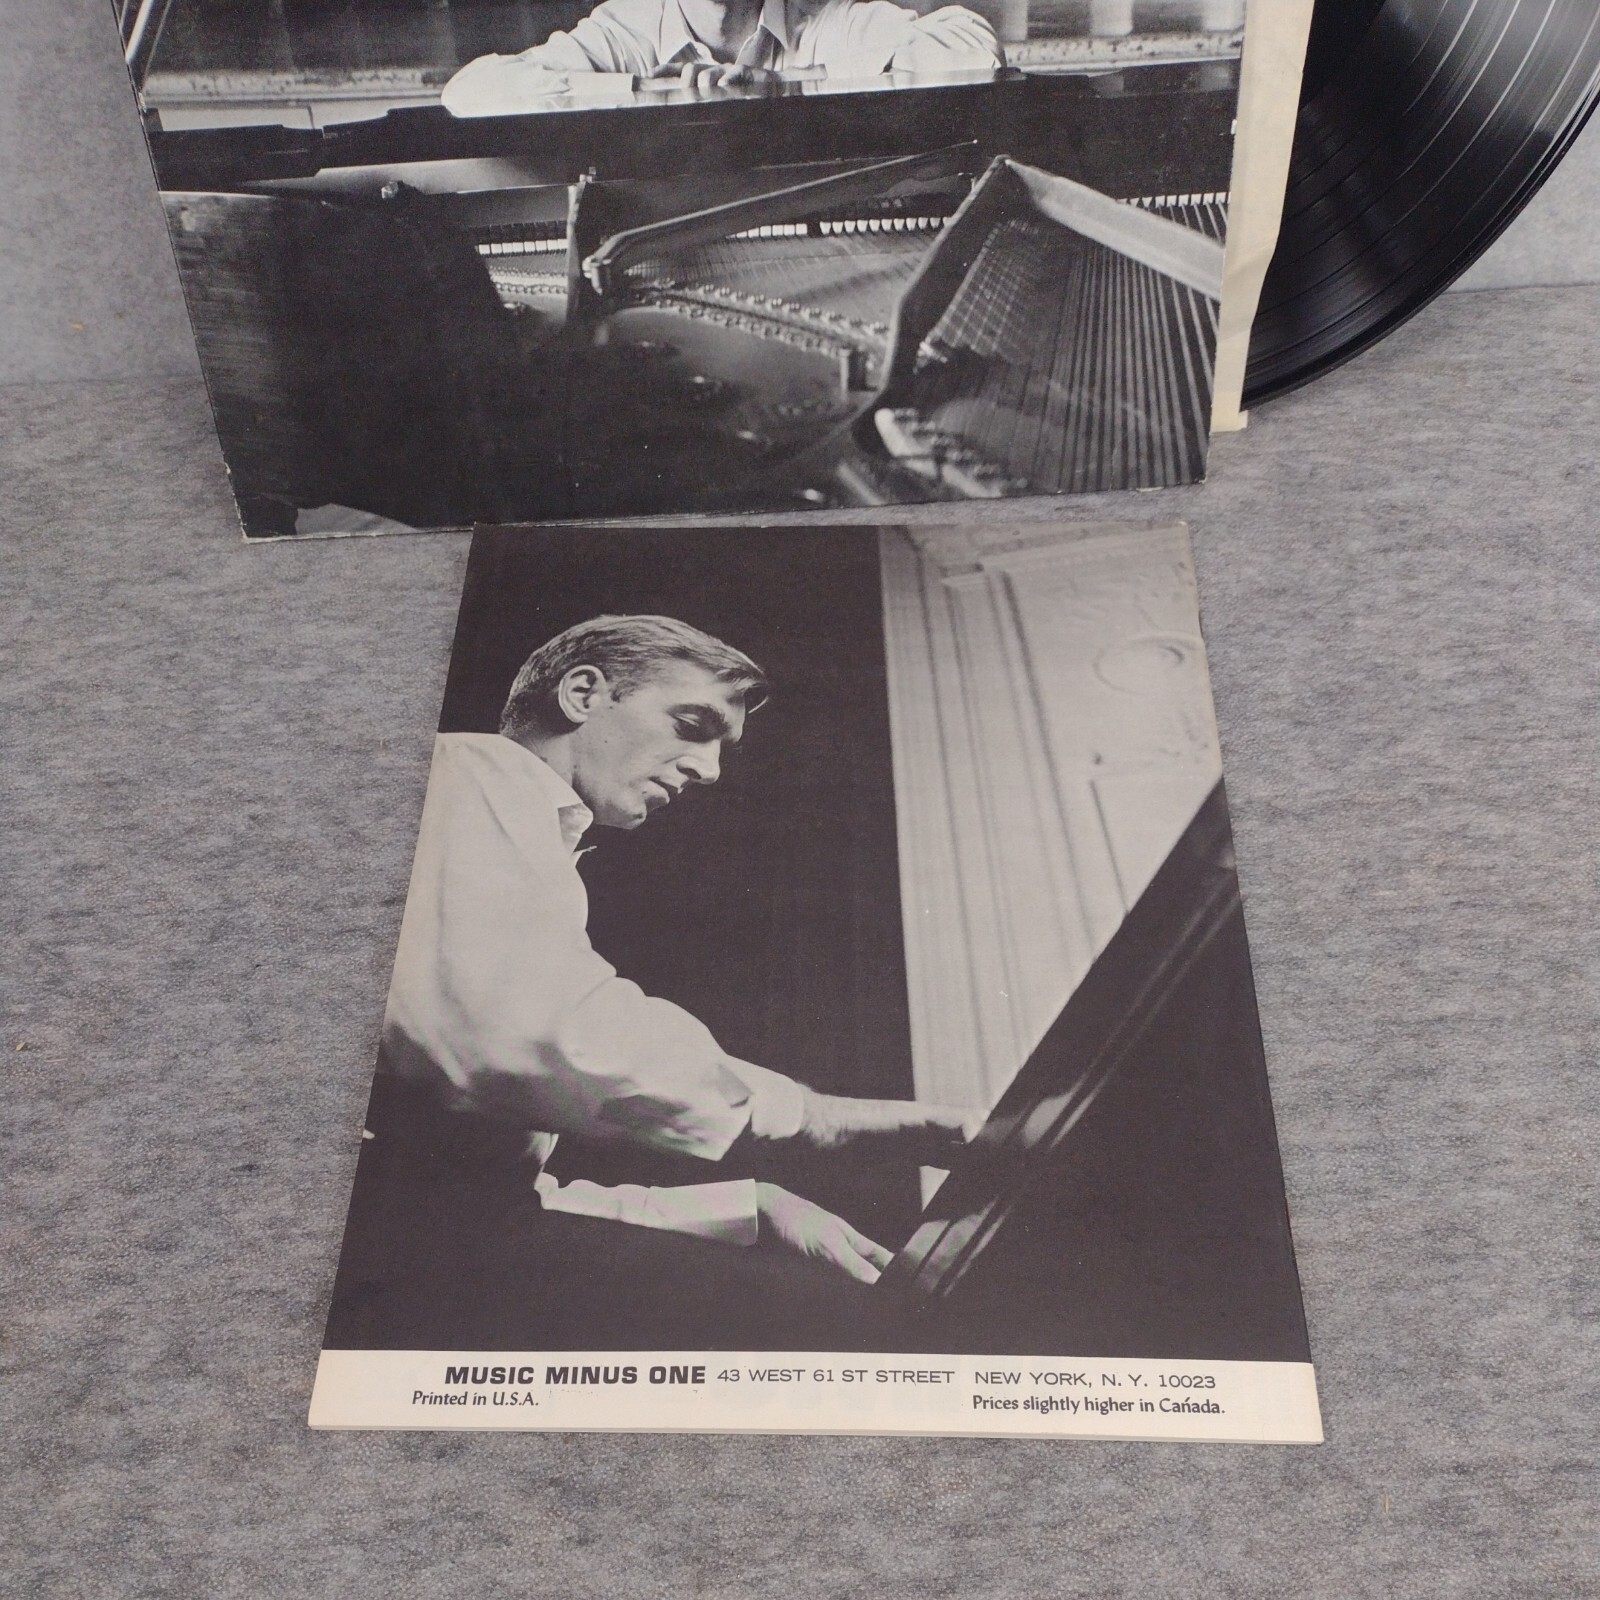 MUSIC MINUS ONE 43 WEST 61 ST STREET NEW YORK, N. Y. 10023
Printed in U.S.A. Prices slightly higher in Cańada.